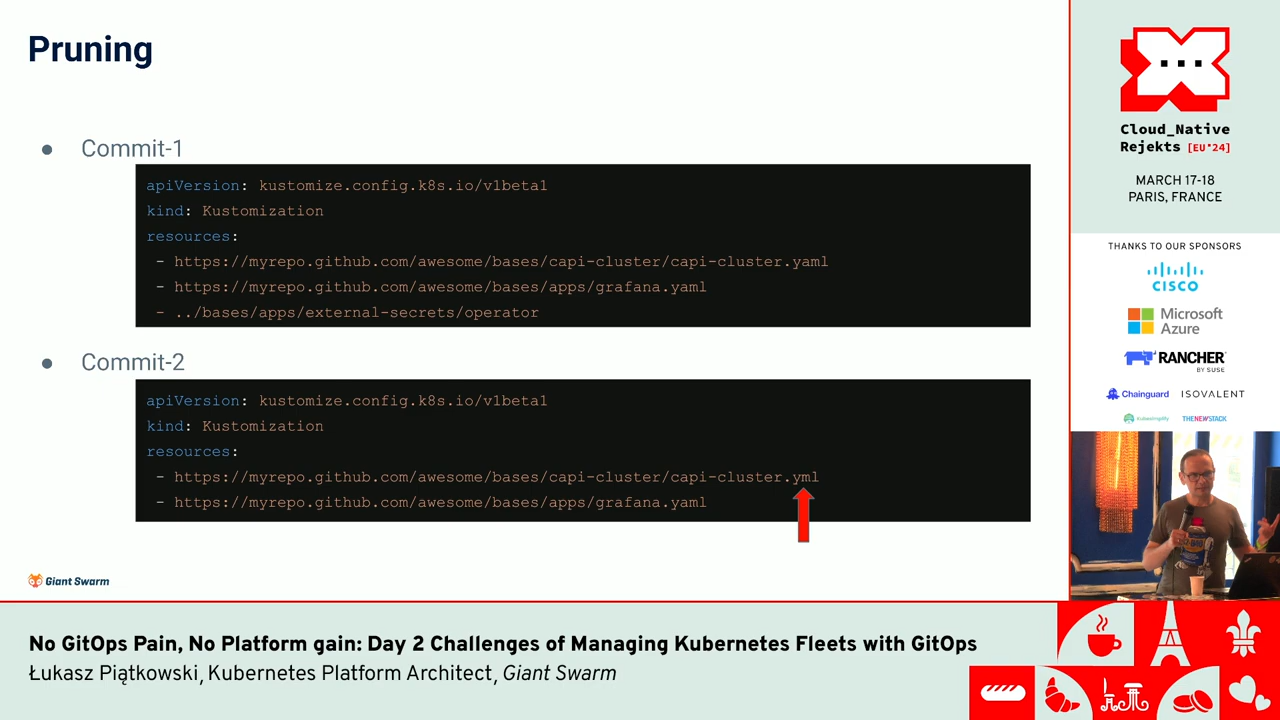 Pruning
● Commit-1
apiVersion: kustomize.config.k8s.io/v1beta1
kind: Kustomization
resources:
- https://myrepo.github.com/awesome/bases/capi-cluster/capi-cluster.yaml
- https://myrepo.github.com/awesome/bases/apps/grafana.yaml
- ../bases/apps/external-secrets/operator
● Commit-2
apiVersion: kustomize.config.k8s.io/v1beta1
kind: Kustomization
resources:
- https://myrepo.github.com/awesome/bases/capi-cluster/capi-cluster.yml
- https://myrepo.github.com/awesome/bases/apps/grafana.yaml
Giant Swarm
Cloud_Native
Rejekts [EU*24]
MARCH 17-18
PARIS, FRANCE
THANKS TO OUR SPONSORS
CISCO
Microsoft
Azure
RANCHER
BY SUSE
Chainguard ISOVALENT
Kubesimplify THENEWSTACK
No GitOps Pain, No Platform gain: Day 2 Challenges of Managing Kubernetes Fleets with GitOps
Łukasz Piątkowski, Kubernetes Platform Architect, Giant Swarm